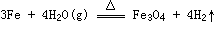 3Fe + 4H₂O(g) ═══△═══ Fe₃O₄ + 4H₂↑